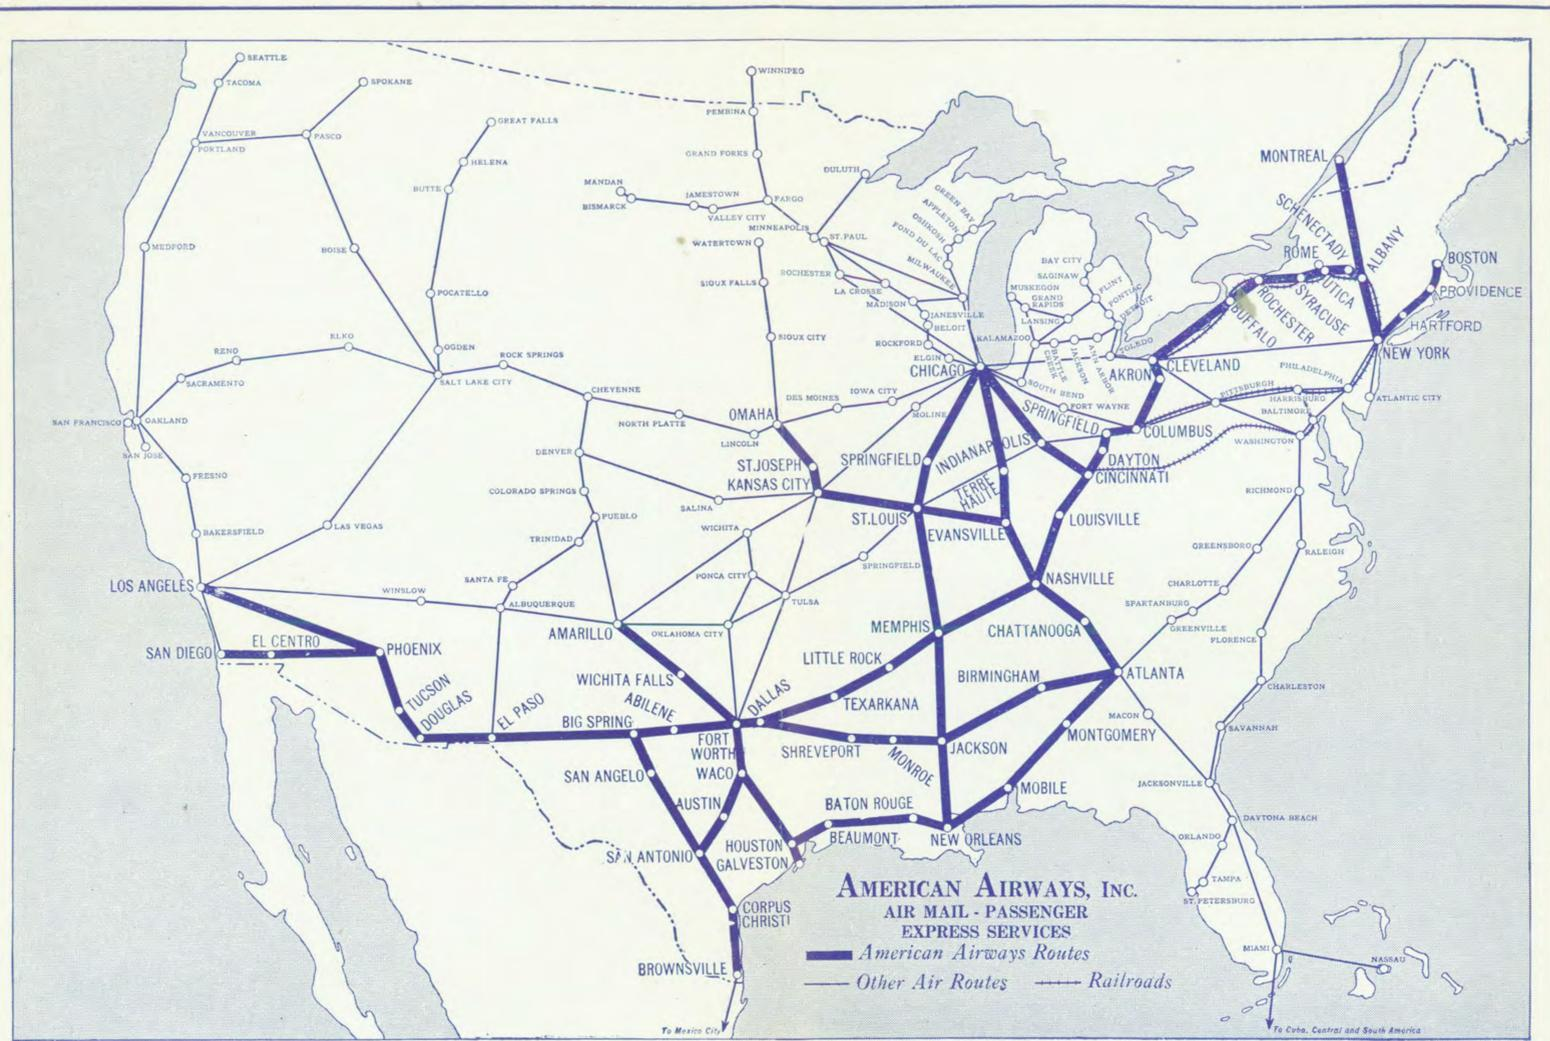 SEATTLE
TACOMA
SPOKANE
VANCOUVER
PORTLAND
PASCO
GREAT FALLS
HELENA
BUTTE
MEDFORD
BOISE
POCATELLO
OGDEN
ELKO
RENO
SACRAMENTO
SALT LAKE CITY
ROCK SPRINGS
SAN FRANCISCO
OAKLAND
SAN JOSE
FRESNO
BAKERSFIELD
LAS VEGAS
LOS ANGELES
SAN DIEGO
EL CENTRO
PHOENIX
TUCSON
DOUGLAS
EL PASO
WINSLOW
ALBUQUERQUE
SANTA FE
TRINIDAD
PUEBLO
COLORADO SPRINGS
DENVER
CHEYENNE
NORTH PLATTE
LINCOLN
OMAHA
WINNIPEG
PEMBINA
GRAND FORKS
FARGO
MANDAN
BISMARCK
JAMESTOWN
VALLEY CITY
MINNEAPOLIS
ST. PAUL
DULUTH
WATERTOWN
SIOUX FALLS
SIOUX CITY
ROCHESTER
LA CROSSE
MADISON
MILWAUKEE
FOND DU LAC
OSHKOSH
APPLETON
GREEN BAY
JANESVILLE
BELOIT
ROCKFORD
ELGIN
CHICAGO
DES MOINES
IOWA CITY
MOLINE
BAY CITY
SAGINAW
FLINT
PONTIAC
DETROIT
MUSKEGON
GRAND
RAPIDS
LANSING
KALAMAZOO
BATTLE
CREEK
JACKSON
ANN ARBOR
TOLEDO
SOUTH BEND
FORT WAYNE
MONTREAL
SCHENECTADY
ROME
ALBANY
UTICA
SYRACUSE
ROCHESTER
BUFFALO
BOSTON
PROVIDENCE
HARTFORD
NEW YORK
CLEVELAND
AKRON
PITTSBURGH
PHILADELPHIA
HARRISBURG
BALTIMORE
ATLANTIC CITY
WASHINGTON
SPRINGFIELD
COLUMBUS
DAYTON
CINCINNATI
INDIANAPOLIS
TERRE
HAUTE
SPRINGFIELD
ST. JOSEPH
KANSAS CITY
ST. LOUIS
EVANSVILLE
LOUISVILLE
NASHVILLE
SALINA
WICHITA
PONCA CITY
SPRINGFIELD
TULSA
OKLAHOMA CITY
AMARILLO
WICHITA FALLS
ABILENE
BIG SPRING
DALLAS
FORT
WORTH
WACO
SAN ANGELO
AUSTIN
SAN ANTONIO
HOUSTON
GALVESTON
CORPUS
CHRISTI
BROWNSVILLE
To Mexico City
MEMPHIS
LITTLE ROCK
TEXARKANA
SHREVEPORT
MONROE
JACKSON
BATON ROUGE
BEAUMONT
NEW ORLEANS
MOBILE
MONTGOMERY
BIRMINGHAM
CHATTANOOGA
ATLANTA
MACON
RICHMOND
RALEIGH
GREENSBORO
CHARLOTTE
SPARTANBURG
GREENVILLE
FLORENCE
CHARLESTON
SAVANNAH
JACKSONVILLE
DAYTONA BEACH
ORLANDO
TAMPA
ST. PETERSBURG
MIAMI
NASSAU
To Cuba, Central and South America
AMERICAN AIRWAYS, INC.
AIR MAIL - PASSENGER
EXPRESS SERVICES
American Airways Routes
Other Air Routes
Railroads